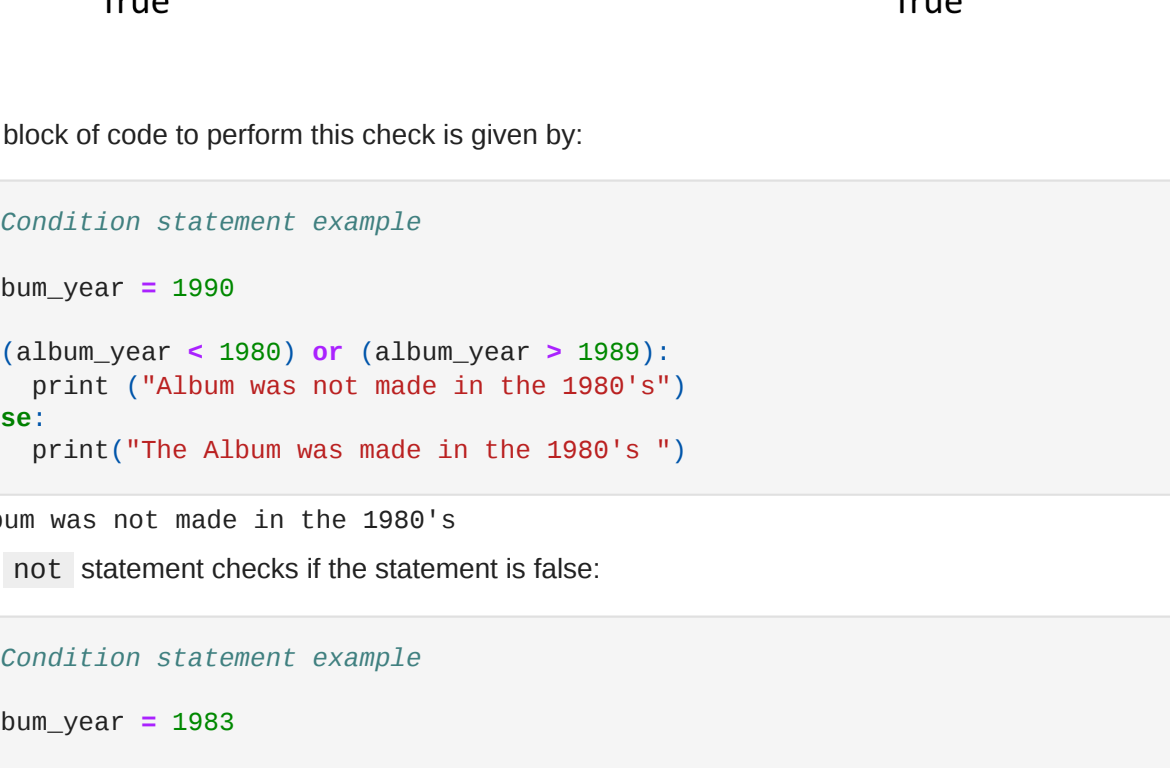 True True
block of code to perform this check is given by:
Condition statement example
bum_year = 1990
(album_year < 1980) or (album_year > 1989):
print ("Album was not made in the 1980's")
se:
print("The Album was made in the 1980's ")
bum was not made in the 1980's
not statement checks if the statement is false:
Condition statement example
bum_year = 1983